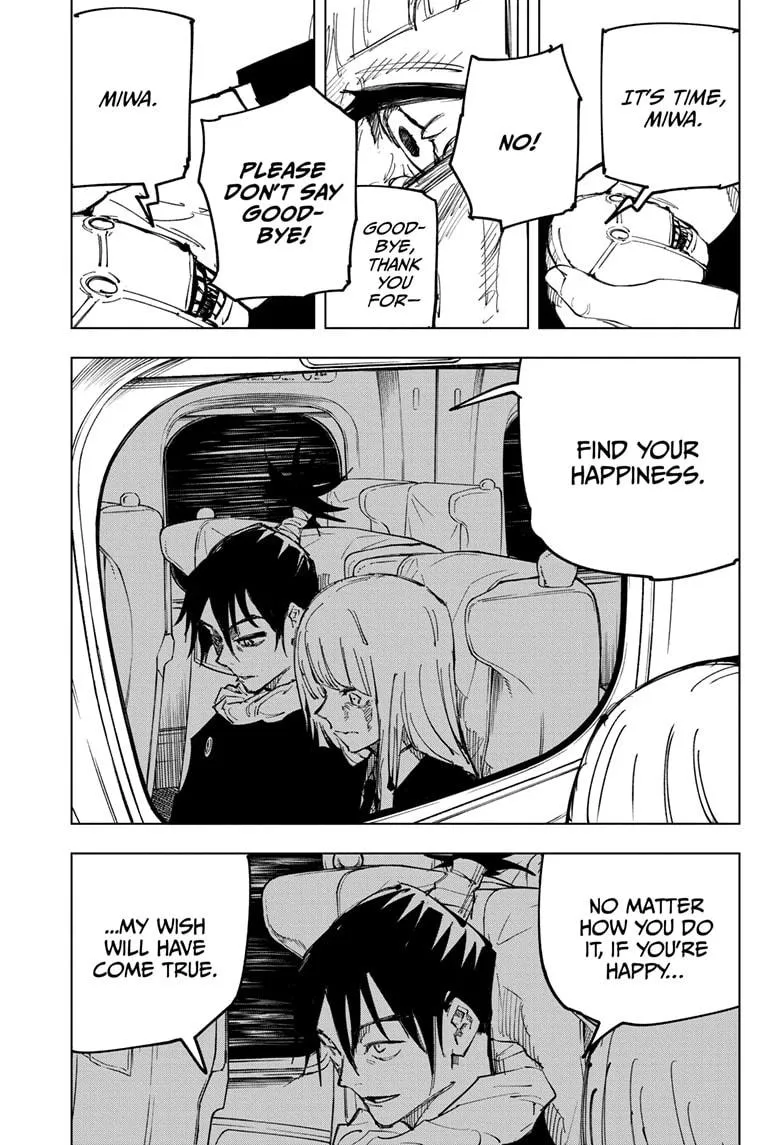 IT'S TIME,
MIWA.
NO!
GOOD-
BYE,
THANK
YOU
FOR—
PLEASE
DON'T SAY
GOOD-
BYE!
MIWA.
FIND YOUR
HAPPINESS.
NO MATTER
HOW YOU DO
IT, IF YOU'RE
HAPPY...
...MY WISH
WILL HAVE
COME TRUE.